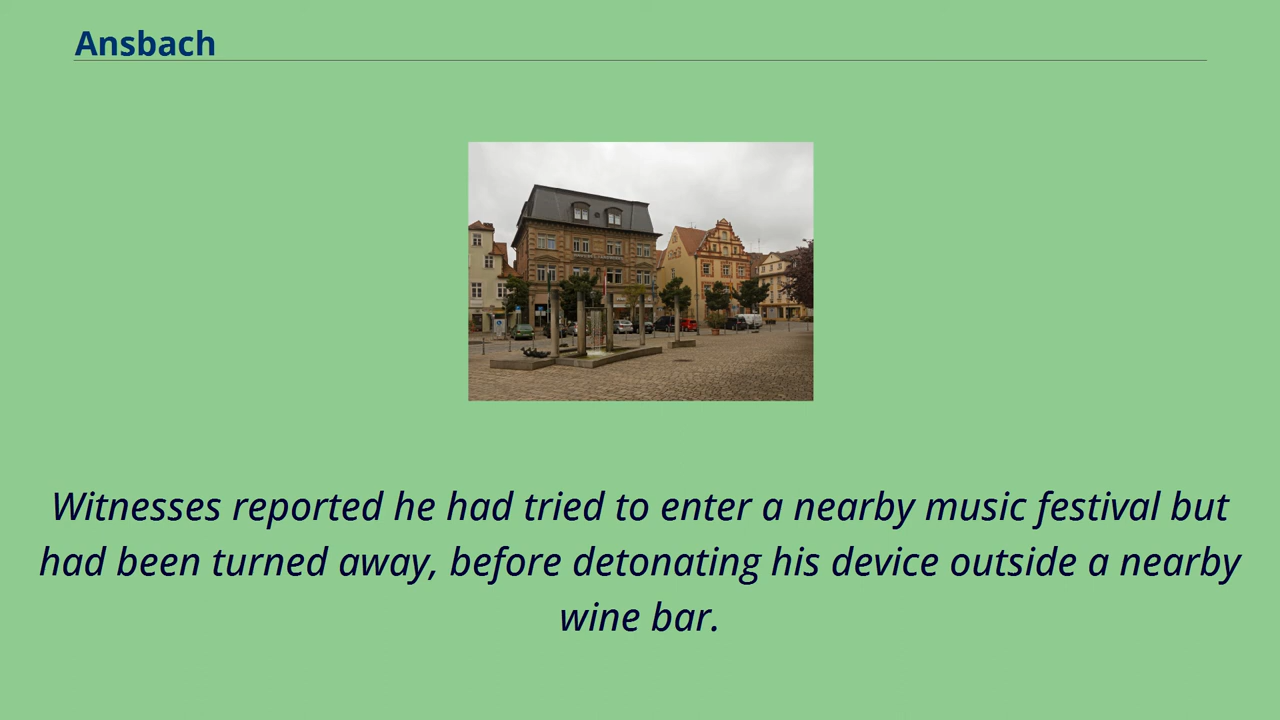 Ansbach
Witnesses reported he had tried to enter a nearby music festival but
had been turned away, before detonating his device outside a nearby
wine bar.